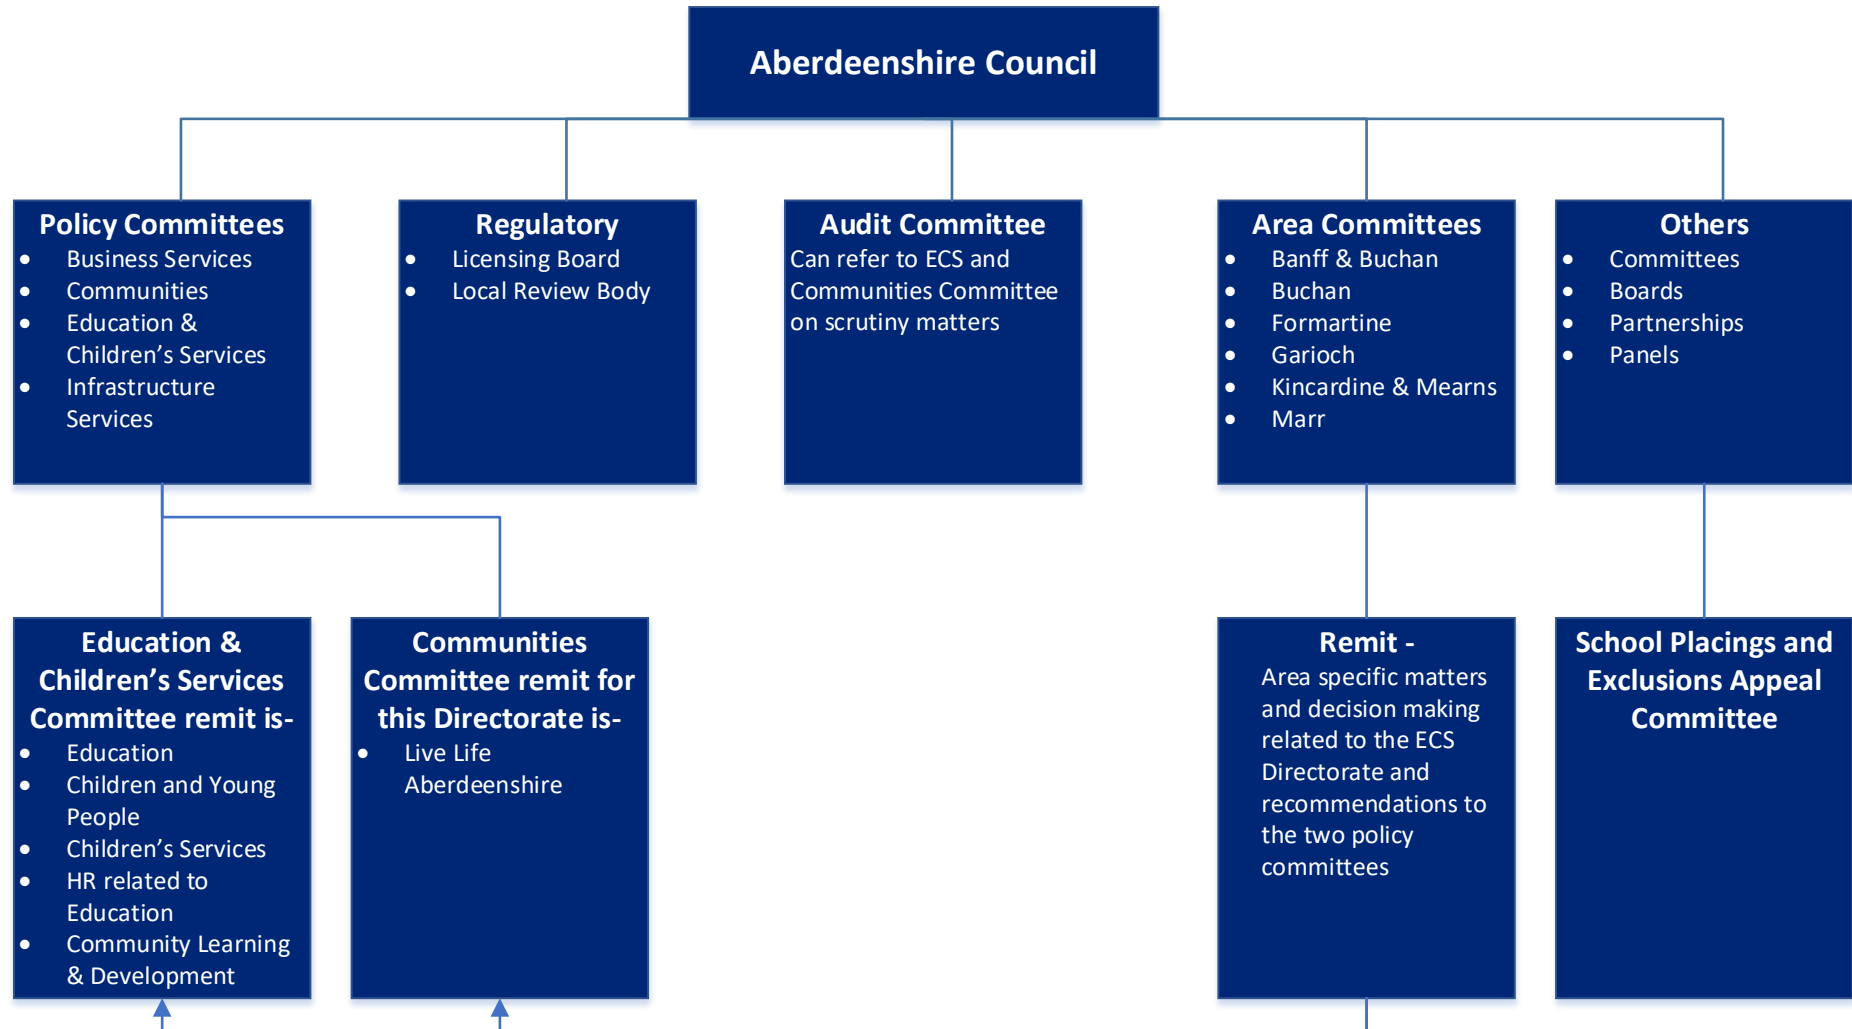 Aberdeenshire Council
Policy Committees
• Business Services
• Communities
• Education &
Children’s Services
• Infrastructure
Services
Regulatory
• Licensing Board
• Local Review Body
Audit Committee
Can refer to ECS and
Communities Committee
on scrutiny matters
Area Committees
• Banff & Buchan
• Buchan
• Formartine
• Garioch
• Kincardine & Mearns
• Marr
Others
• Committees
• Boards
• Partnerships
• Panels
Education &
Children’s Services
Committee remit is-
• Education
• Children and Young
People
• Children’s Services
• HR related to
Education
• Community Learning
& Development
Communities
Committee remit for
this Directorate is-
• Live Life
Aberdeenshire
Remit -
Area specific matters
and decision making
related to the ECS
Directorate and
recommendations to
the two policy
committees
School Placings and
Exclusions Appeal
Committee